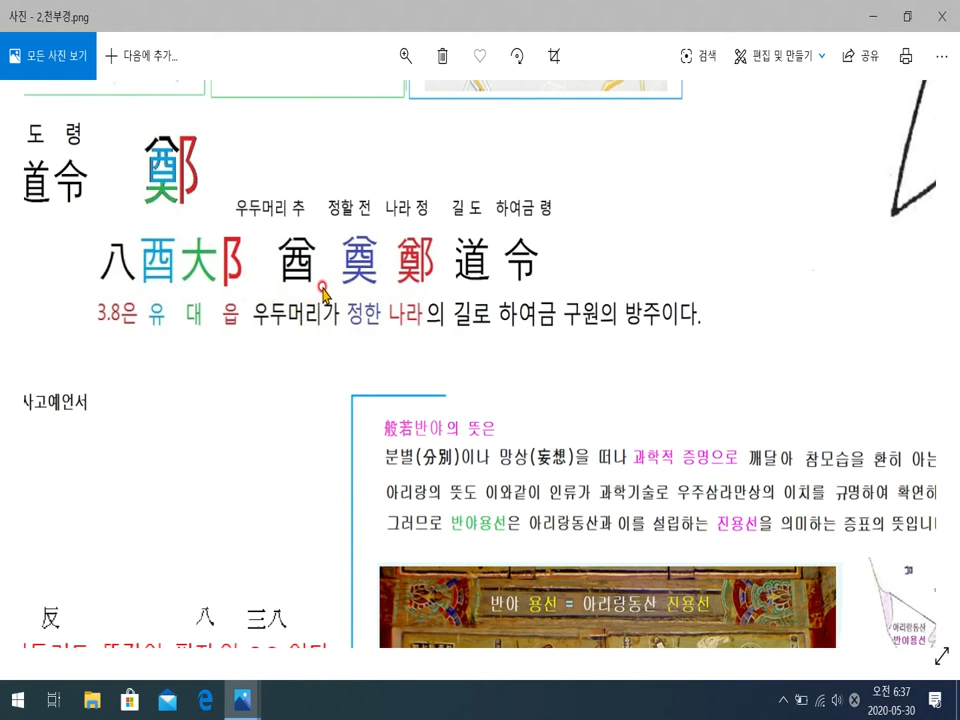 사진 - 2,천부경.png
모든 사진 보기
다음에 추가...
검색
편집 및 만들기
공유
도 령
道令 鄭
우두머리 추 정할 전 나라 정 길 도 하여금 령
八酉大阝 酋 奠 鄭 道 令
3.8은 유 대 읍 우두머리가 정한 나라의 길로 하여금 구원의 방주이다.
사고예언서
般若반야의 뜻은
분별(分別)이나 망상(妄想)을 떠나 과학적 증명으로 깨달아 참모습을 환히 아는
아리랑의 뜻도 이와같이 인류가 과학기술로 우주삼라만상의 이치를 규명하여 확연하
그러므로 반야용선은 아리랑동산과 이를 설립하는 진용선을 의미하는 증표의 뜻입니
반야 용선 = 아리랑동산 진용선
아리랑동산
반야용선
反 八 三八
오전 6:37
2020-05-30